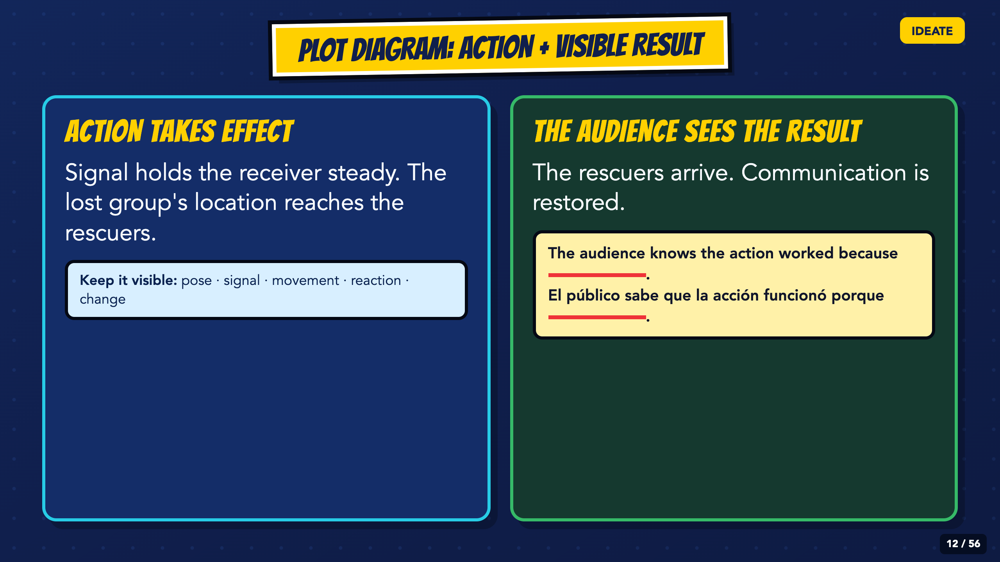 PLOT DIAGRAM: ACTION + VISIBLE RESULT
IDEATE
ACTION TAKES EFFECT
Signal holds the receiver steady. The
lost group's location reaches the
rescuers.
Keep it visible: pose · signal · movement · reaction ·
change
THE AUDIENCE SEES THE RESULT
The rescuers arrive. Communication is
restored.
The audience knows the action worked because
.
El público sabe que la acción funcionó porque
.
12 / 56